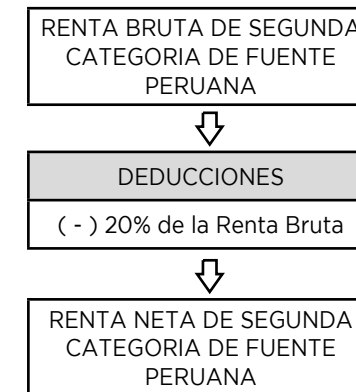 RENTA BRUTA DE SEGUNDA
CATEGORIA DE FUENTE
PERUANA
DEDUCCIONES
( - ) 20% de la Renta Bruta
RENTA NETA DE SEGUNDA
CATEGORIA DE FUENTE
PERUANA